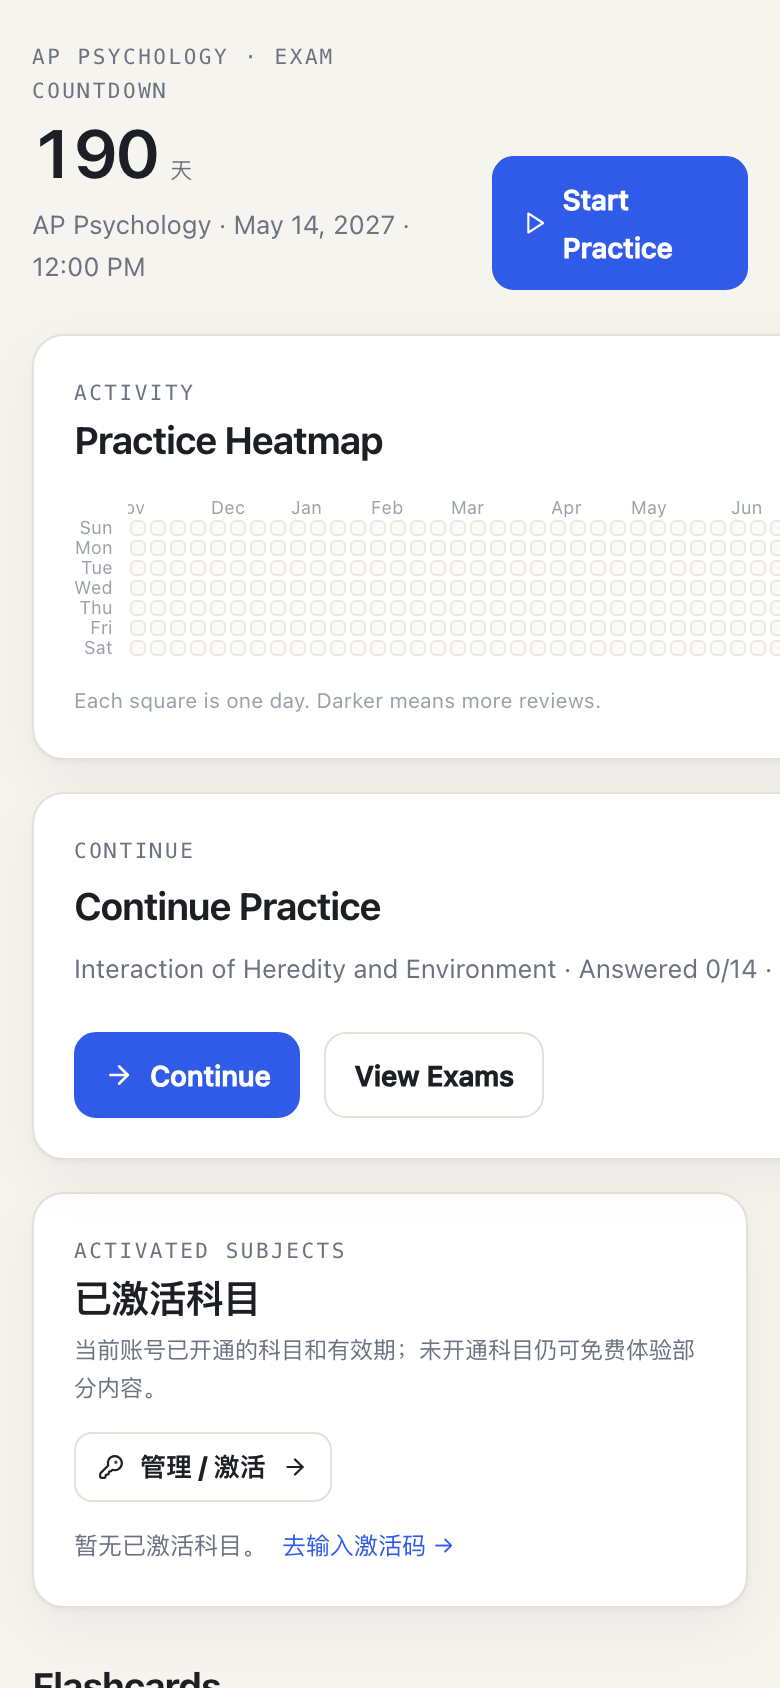 AP PSYCHOLOGY · EXAM
COUNTDOWN
190 天
AP Psychology · May 14, 2027 ·
12:00 PM
Start
Practice
ACTIVITY
Practice Heatmap
ov Dec Jan Feb Mar Apr May Jun
Sun
Mon
Tue
Wed
Thu
Fri
Sat
Each square is one day. Darker means more reviews.
CONTINUE
Continue Practice
Interaction of Heredity and Environment · Answered 0/14 ·
Continue
View Exams
ACTIVATED SUBJECTS
已激活科目
当前账号已开通的科目和有效期；未开通科目仍可免费体验部
分内容。
管理 / 激活 →
暂无已激活科目。 去输入激活码 →
Flashcards